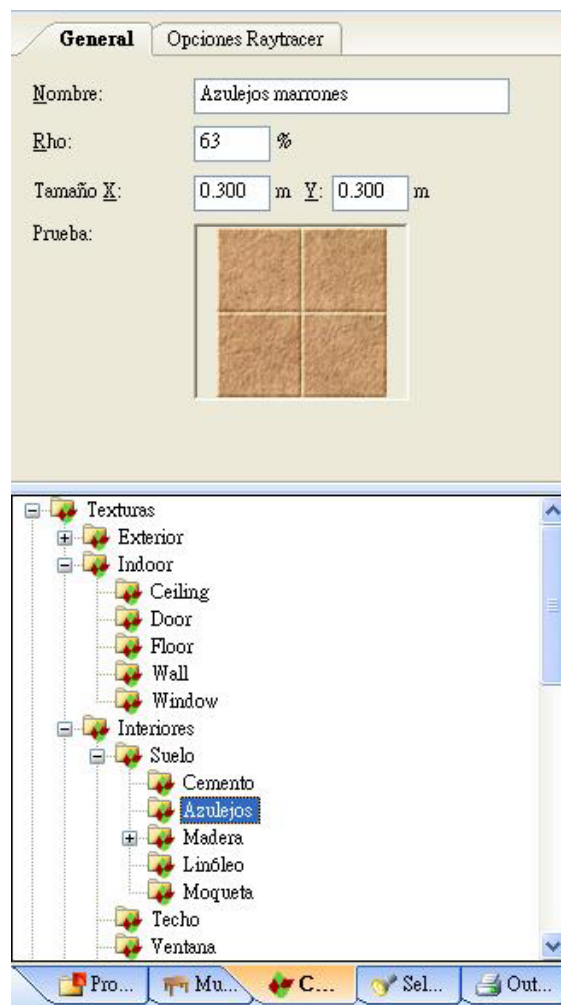 General Opciones Raytracer
Nombre: Azulejos marrones
Rho: 63 %
Tamaño X: 0.300 m Y: 0.300 m
Prueba:
Texturas
Exterior
Indoor
Ceiling
Door
Floor
Wall
Window
Interiores
Suelo
Cemento
Azulejos
Madera
Linóleo
Moqueta
Techo
Ventana
Pro... Mu... C... Sel... Out...